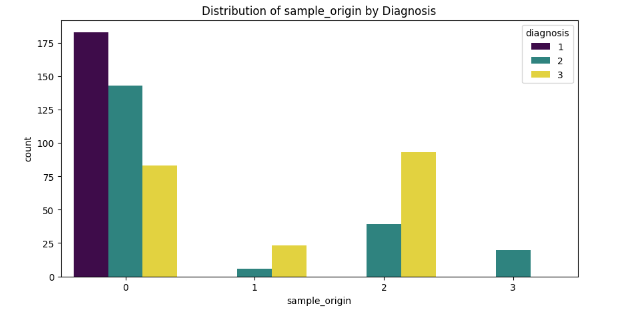 Distribution of sample_origin by Diagnosis
diagnosis
1
2
3
175
150
125
100
75
50
25
0
count
0 1 2 3
sample_origin